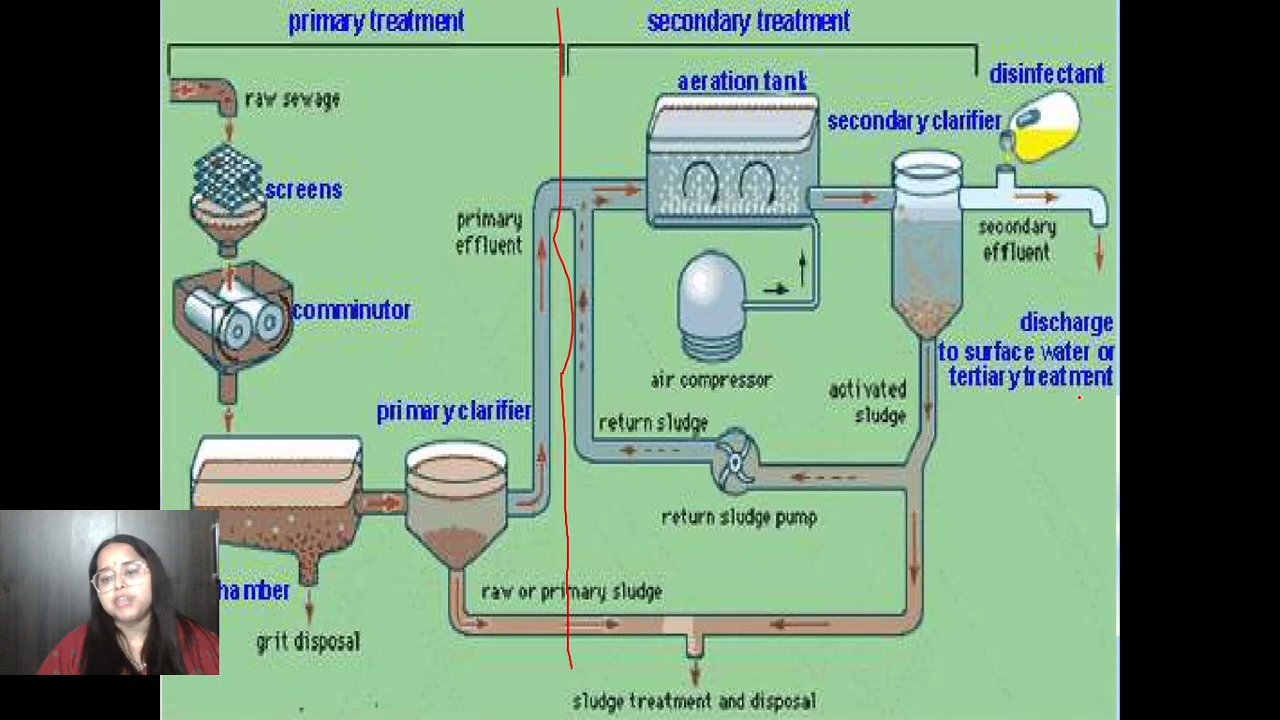 primary treatment
secondary treatment
raw sewage
aeration tank
disinfectant
secondary clarifier
screens
primary
effluent
secondary
effluent
comminutor
discharge
to surface water or
tertiary treatment
air compressor
activated
sludge
primary clarifier
return sludge
return sludge pump
hamber
raw or primary sludge
grit disposal
sludge treatment and disposal